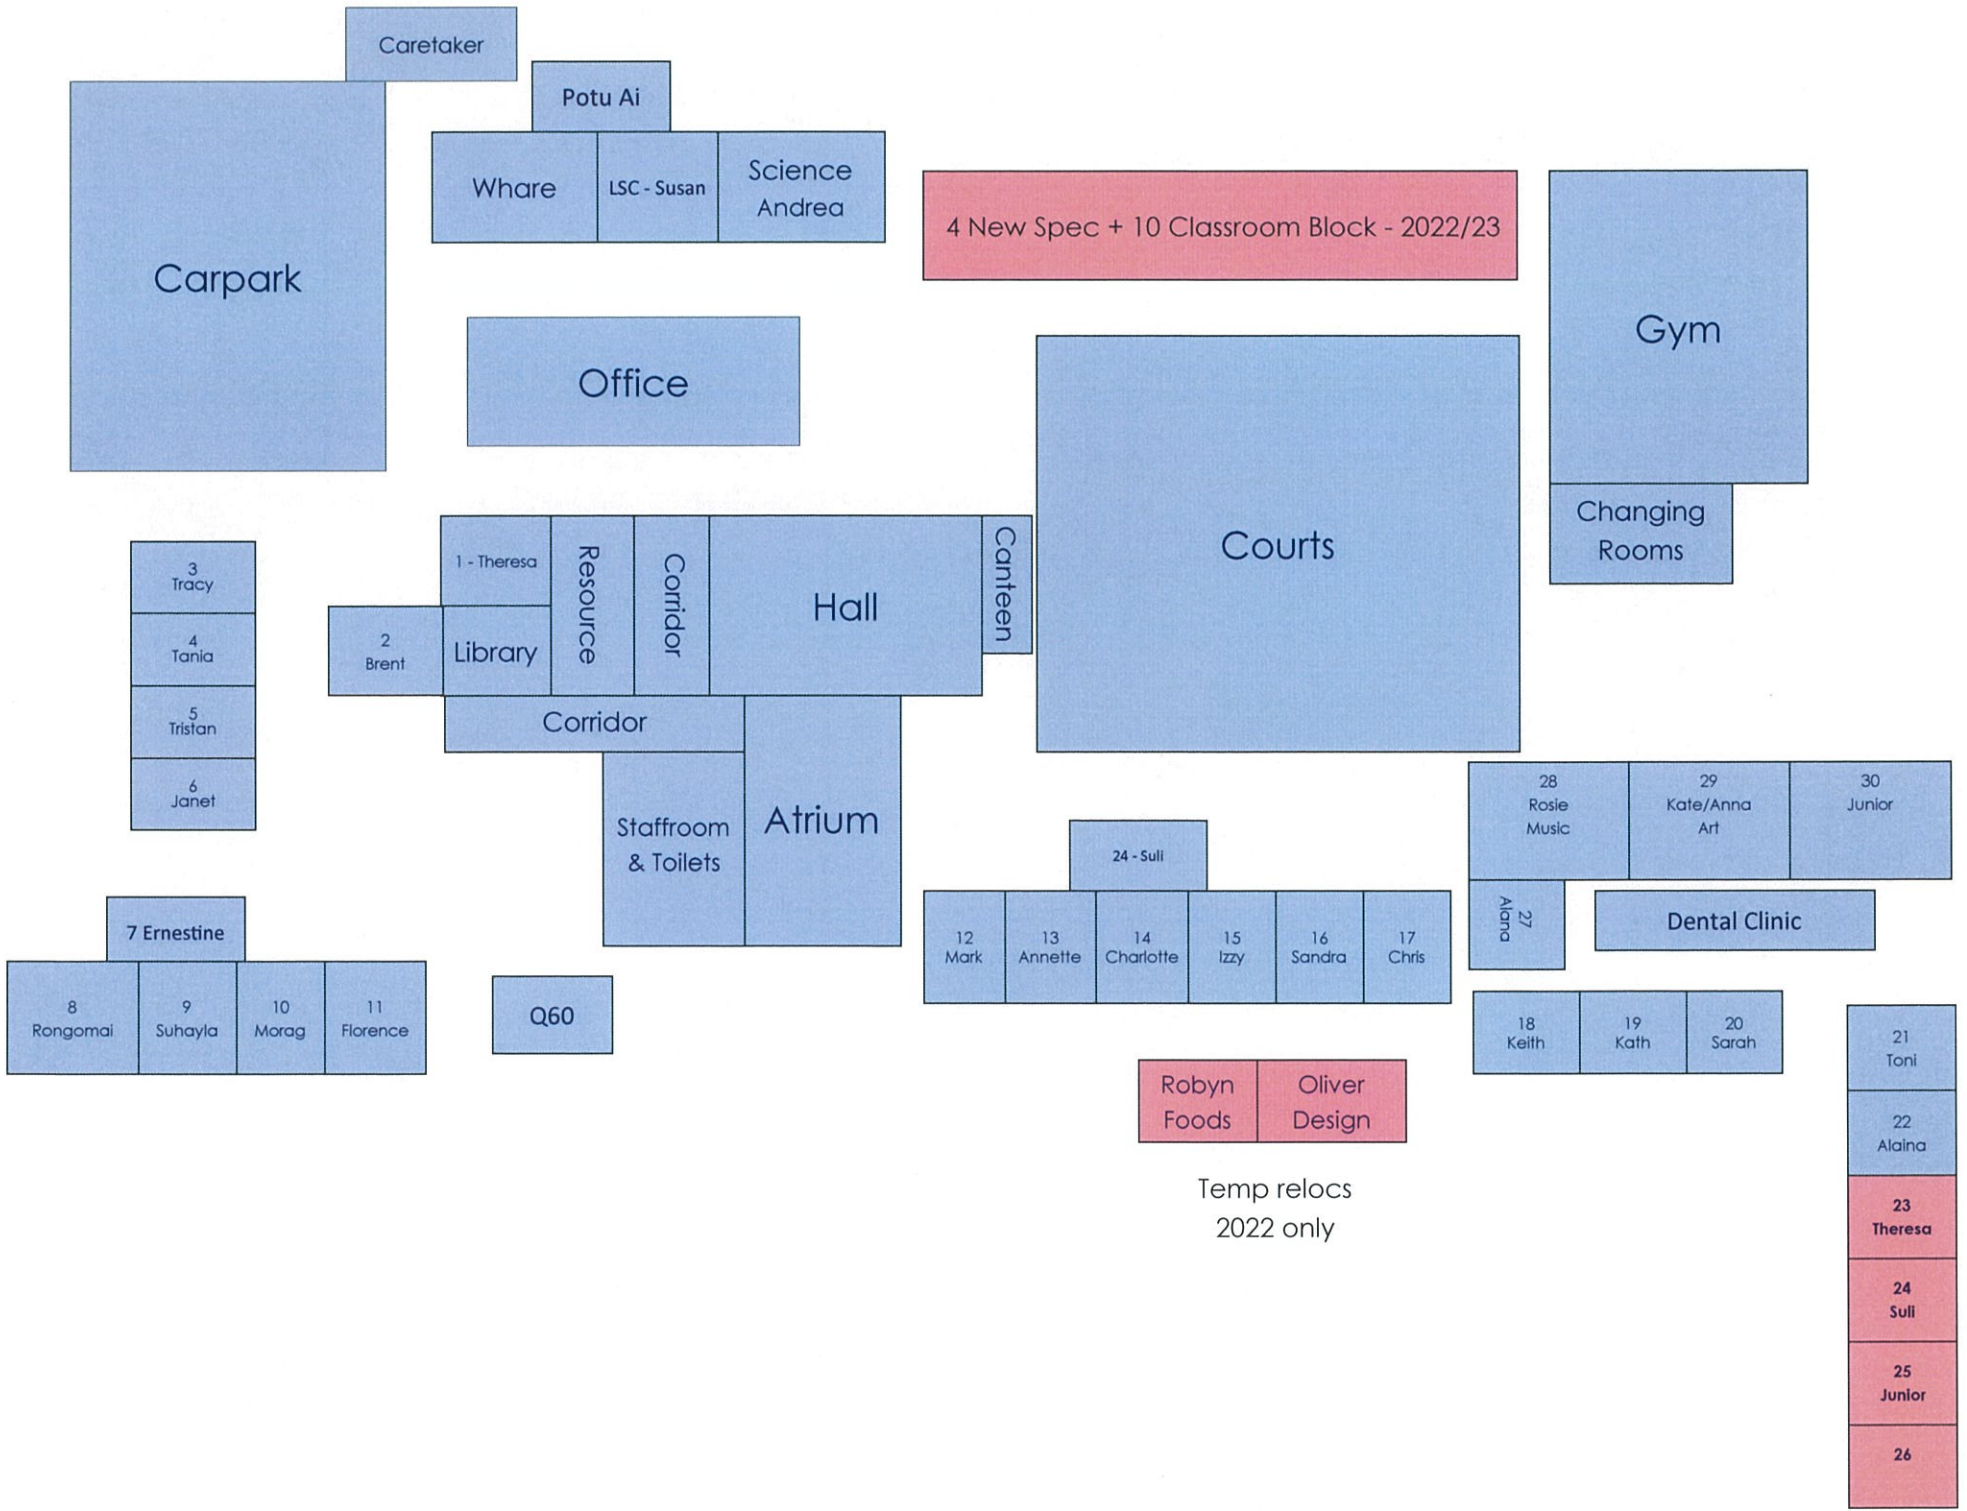 Caretaker
Potu Ai
Carpark
Whare
LSC - Susan
Science
Andrea
4 New Spec + 10 Classroom Block - 2022/23
Gym
Office
Courts
Changing
Rooms
3
Tracy
4
Tania
5
Tristan
6
Janet
1 - Theresa
2
Brent
Library
Resource
Corridor
Hall
Canteen
Corridor
Staffroom
& Toilets
Atrium
28
Rosie
Music
29
Kate/Anna
Art
30
Junior
27
Alana
Dental Clinic
24 - Suli
12
Mark
13
Annette
14
Charlotte
15
Izzy
16
Sandra
17
Chris
7 Ernestine
8
Rongomai
9
Suhayla
10
Morag
11
Florence
Q60
18
Keith
19
Kath
20
Sarah
Robyn
Foods
Oliver
Design
Temp relocs
2022 only
21
Toni
22
Alaina
23
Theresa
24
Suli
25
Junior
26